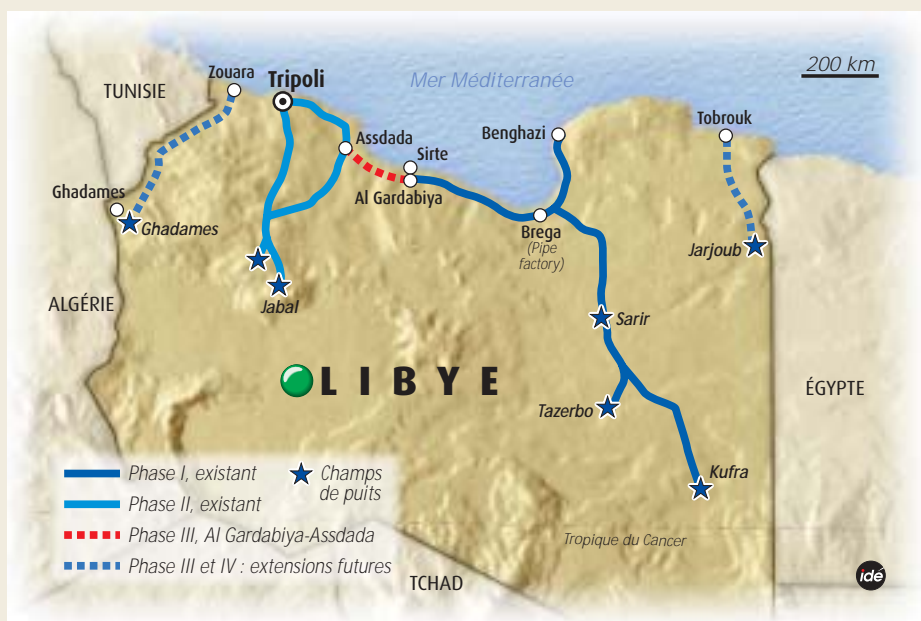 200 km
Mer Méditerranée
TUNISIE
Zouara
Tripoli
Assdada
Sirte
Al Gardabiya
Benghazi
Tobrouk
Ghadames
Ghadames
Brega
(Pipe
factory)
Jarjoub
ALGÉRIE
Jabal
Sarir
LIBYE
ÉGYPTE
Tazerbo
Kufra
Phase I, existant
Champs
de puits
Phase II, existant
Phase III, Al Gardabiya-Assdada
Tropique du Cancer
Phase III et IV : extensions futures
TCHAD
idé